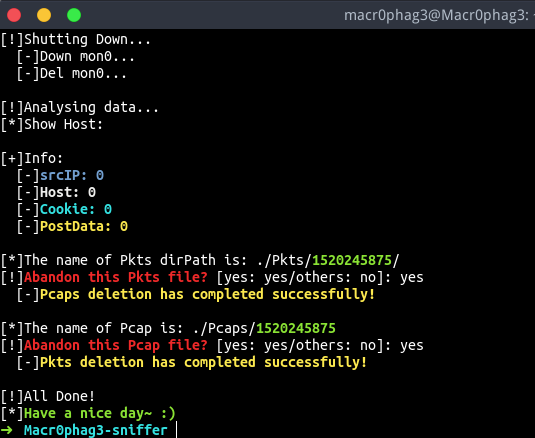 macr0phag3@Macr0phag3: ~
[!]Shutting Down...
[-]Down mon0...
[-]Del mon0...
[!]Analysing data...
[*]Show Host:
[+]Info:
[-]srcIP: 0
[-]Host: 0
[-]Cookie: 0
[-]PostData: 0
[*]The name of Pkts dirPath is: ./Pkts/1520245875/
[!]Abandon this Pkts file? [yes: yes/others: no]: yes
[-]Pcaps deletion has completed successfully!
[*]The name of Pcap is: ./Pcaps/1520245875
[!]Abandon this Pcap file? [yes: yes/others: no]: yes
[-]Pkts deletion has completed successfully!
[!]All Done!
[*]Have a nice day~ :)
➜ Macr0phag3-sniffer